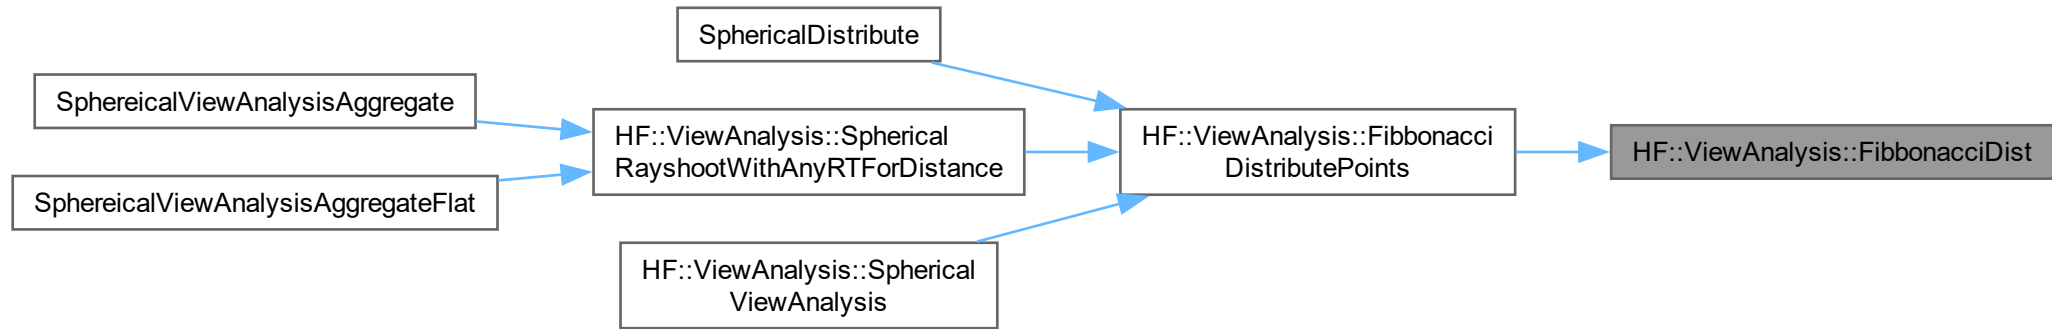 SphericalDistribute
SphereicalViewAnalysisAggregate
HF::ViewAnalysis::Spherical
RayshootWithAnyRTForDistance
HF::ViewAnalysis::Fibbonacci
DistributePoints
HF::ViewAnalysis::FibbonacciDist
SphereicalViewAnalysisAggregateFlat
HF::ViewAnalysis::Spherical
ViewAnalysis